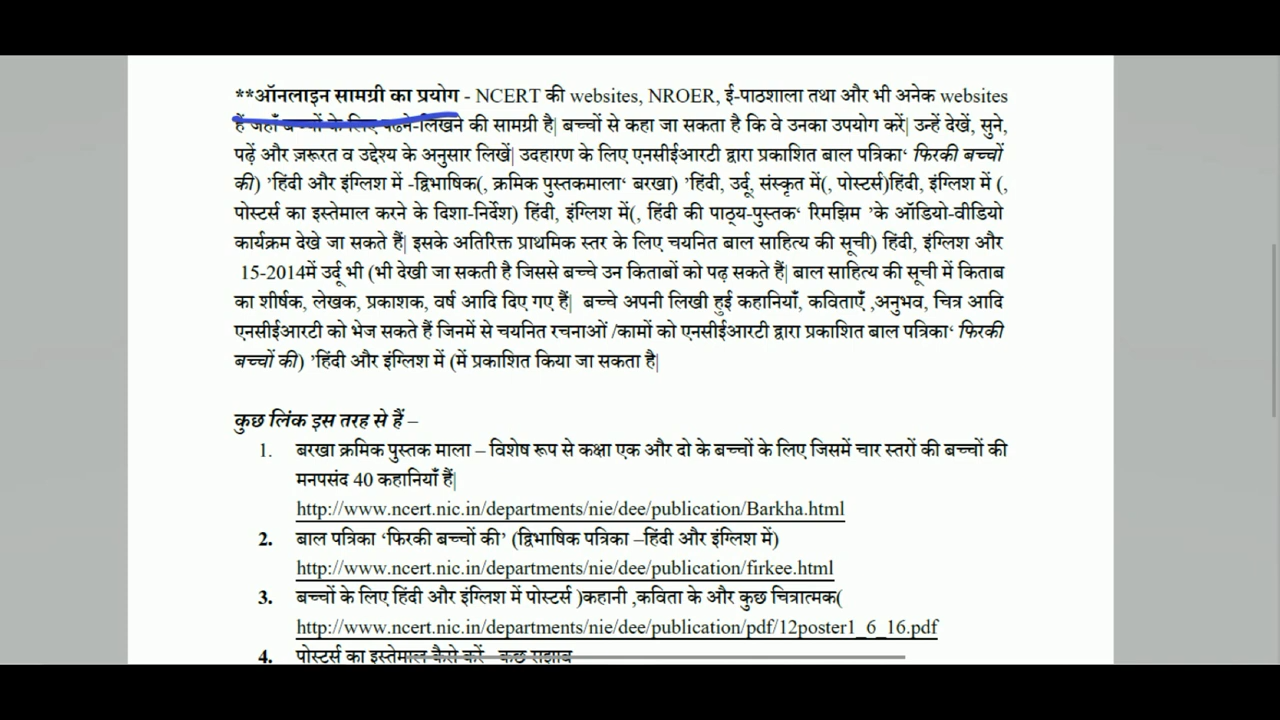 **ऑनलाइन सामग्री का प्रयोग - NCERT की websites, NROER, ई-पाठशाला तथा और भी अनेक websites
हैं जहाँ बच्चों के लिए पढने-लिखने की सामग्री है| बच्चों से कहा जा सकता है कि वे उनका उपयोग करें| उन्हें देखें, सुने,
पढ़ें और ज़रूरत व उद्देश्य के अनुसार लिखें| उदहारण के लिए एनसीईआरटी द्वारा प्रकाशित बाल पत्रिका‘ फिरकी बच्चों
की) ’हिंदी और इंग्लिश में -द्विभाषिक(, क्रमिक पुस्तकमाला‘ बरखा) ’हिंदी, उर्दू, संस्कृत में(, पोस्टर्स)हिंदी, इंग्लिश में (,
पोस्टर्स का इस्तेमाल करने के दिशा-निर्देश) हिंदी, इंग्लिश में(, हिंदी की पाठ्य-पुस्तक‘ रिमझिम ’के ऑडियो-वीडियो
कार्यक्रम देखे जा सकते हैं| इसके अतिरिक्त प्राथमिक स्तर के लिए चयनित बाल साहित्य की सूची) हिंदी, इंग्लिश और
15-2014में उर्दू भी (भी देखी जा सकती है जिससे बच्चे उन किताबों को पढ़ सकते हैं| बाल साहित्य की सूची में किताब
का शीर्षक, लेखक, प्रकाशक, वर्ष आदि दिए गए हैं| बच्चे अपनी लिखी हुई कहानियाँ, कविताएँ ,अनुभव, चित्र आदि
एनसीईआरटी को भेज सकते हैं जिनमें से चयनित रचनाओं /कामों को एनसीईआरटी द्वारा प्रकाशित बाल पत्रिका‘ फिरकी
बच्चों की) ’हिंदी और इंग्लिश में (में प्रकाशित किया जा सकता है|
कुछ लिंक इस तरह से हैं –
1. बरखा क्रमिक पुस्तक माला – विशेष रूप से कक्षा एक और दो के बच्चों के लिए जिसमें चार स्तरों की बच्चों की
मनपसंद 40 कहानियाँ हैं|
http://www.ncert.nic.in/departments/nie/dee/publication/Barkha.html
2. बाल पत्रिका ‘फिरकी बच्चों की’ (द्विभाषिक पत्रिका –हिंदी और इंग्लिश में)
http://www.ncert.nic.in/departments/nie/dee/publication/firkee.html
3. बच्चों के लिए हिंदी और इंग्लिश में पोस्टर्स )कहानी ,कविता के और कुछ चित्रात्मक(
http://www.ncert.nic.in/departments/nie/dee/publication/pdf/12poster1_6_16.pdf
4. पोस्टर्स का इस्तेमाल कैसे करें - कुछ सुझाव